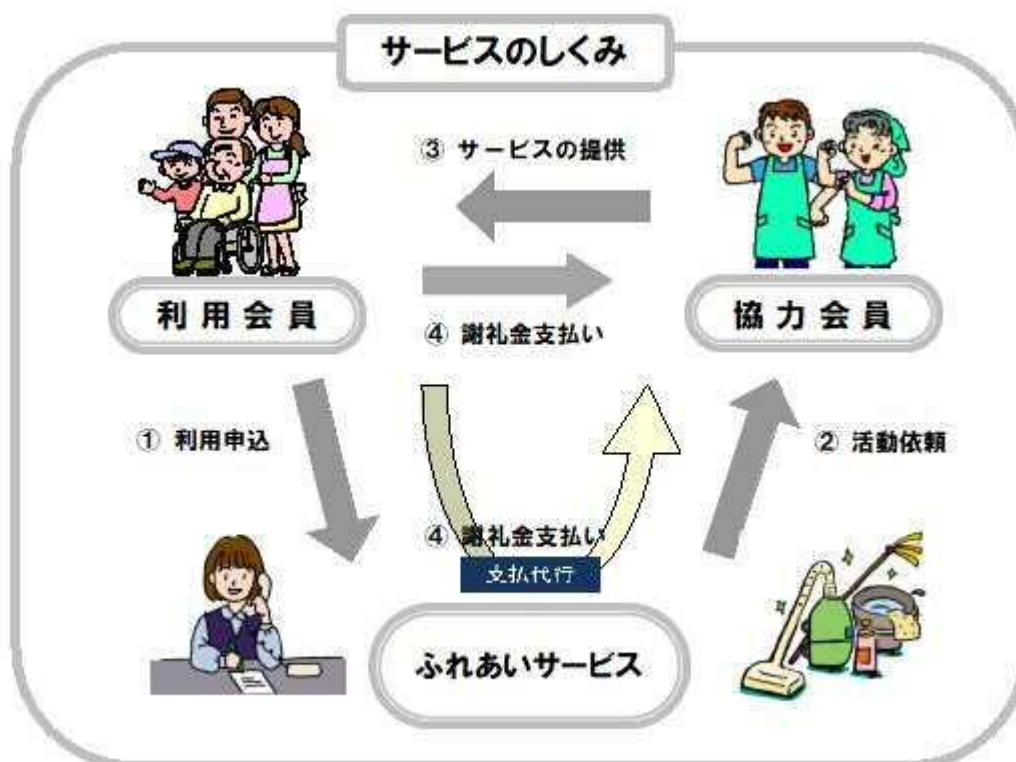 サービスのしくみ
③ サービスの提供
利用会員
協力会員
④ 謝礼金支払い
① 利用申込
② 活動依頼
④ 謝礼金支払い
支払代行
ふれあいサービス